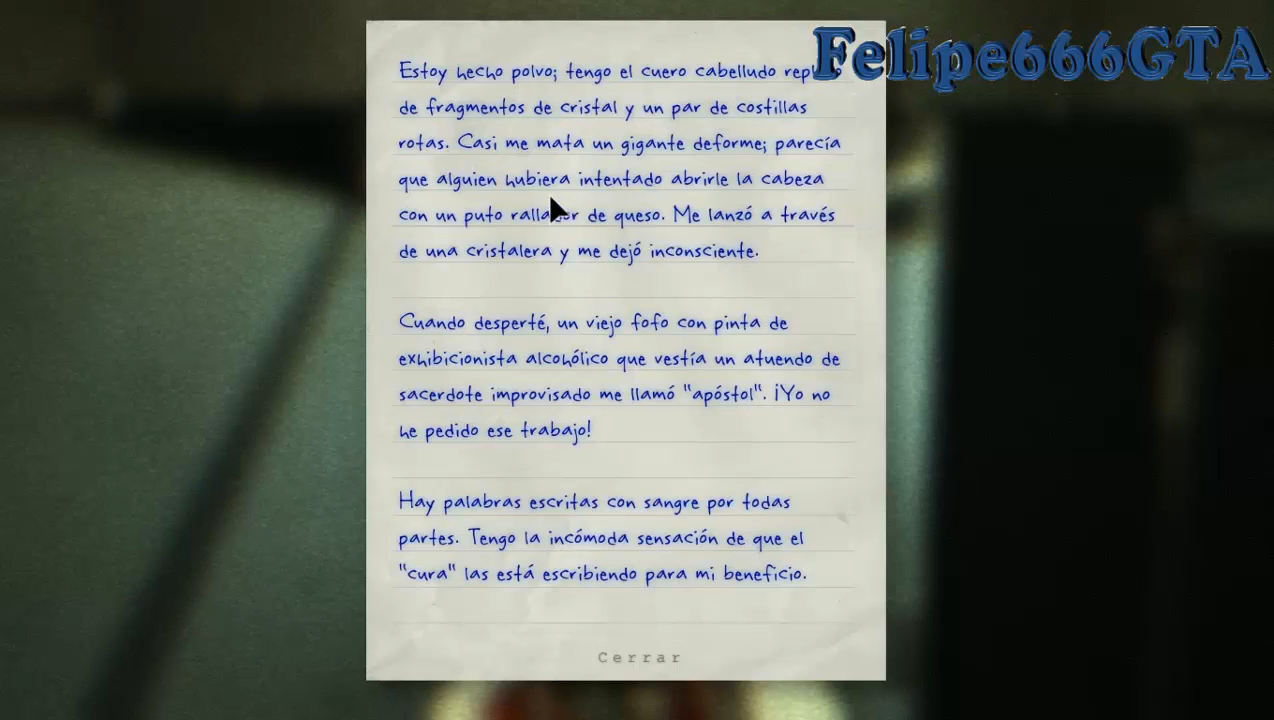 Felipe666GTA
Estoy hecho polvo; tengo el cuero cabelludo
de fragmentos de cristal y un par de costillas
rotas. Casi me mata un gigante deforme; parecía
que alguien hubiera intentado abrirle la cabeza
con un puto rallador de queso. Me lanzó a través
de una cristalera y me dejó inconsciente.
Cuando desperté, un viejo fofo con pinta de
exhibicionista alcohólico que vestía un atuendo de
sacerdote improvisado me llamó "apóstol". ¡Yo no
he pedido ese trabajo!
Hay palabras escritas con sangre por todas
partes. Tengo la incómoda sensación de que el
"cura" las está escribiendo para mi beneficio.
Cerrar